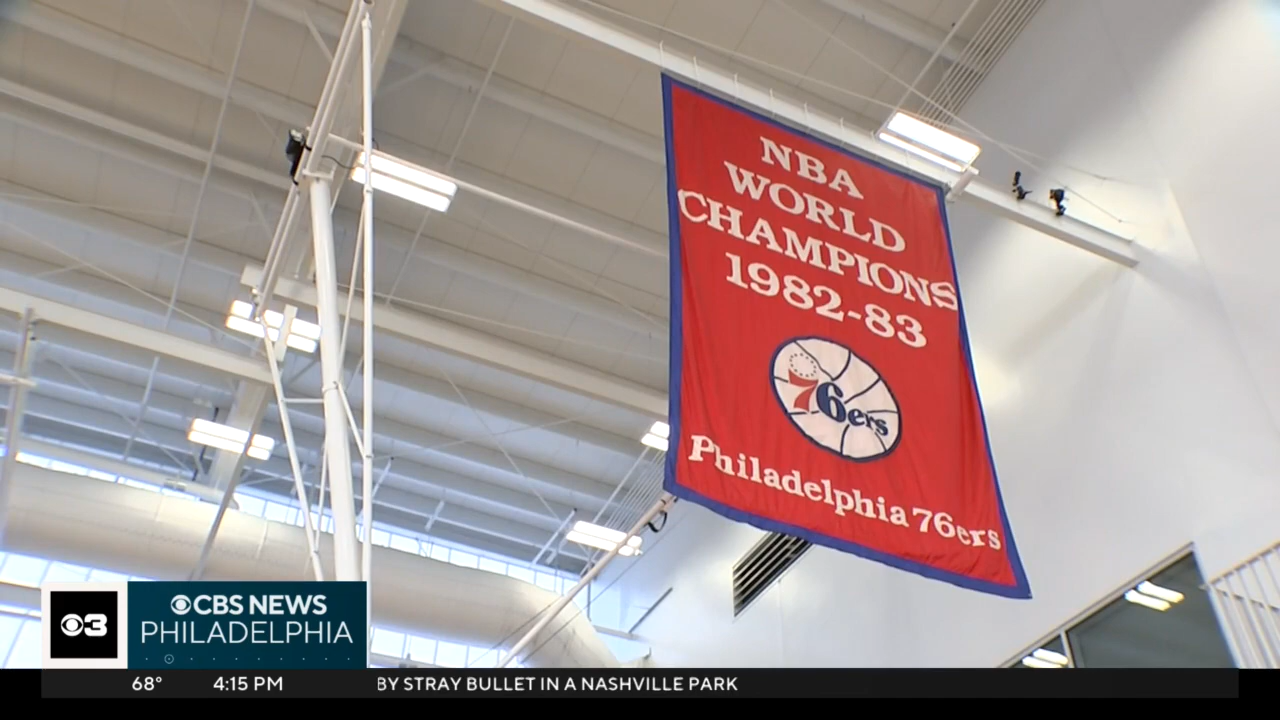 NBA
WORLD
CHAMPIONS
1982-83
76ers
Philadelphia 76ers
3
CBS NEWS
PHILADELPHIA
68° 4:15 PM BY STRAY BULLET IN A NASHVILLE PARK